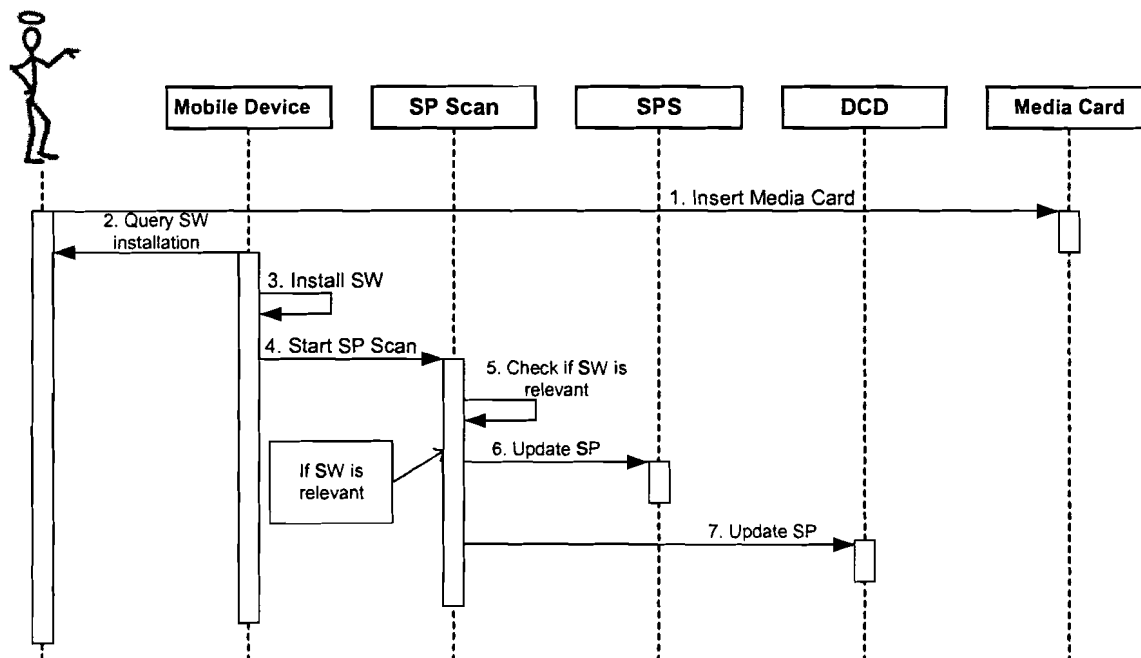 Mobile Device
SP Scan
SPS
DCD
Media Card
1. Insert Media Card
2. Query SW
installation
3. Install SW
4. Start SP Scan
5. Check if SW is
relevant
If SW is
relevant
6. Update SP
7. Update SP